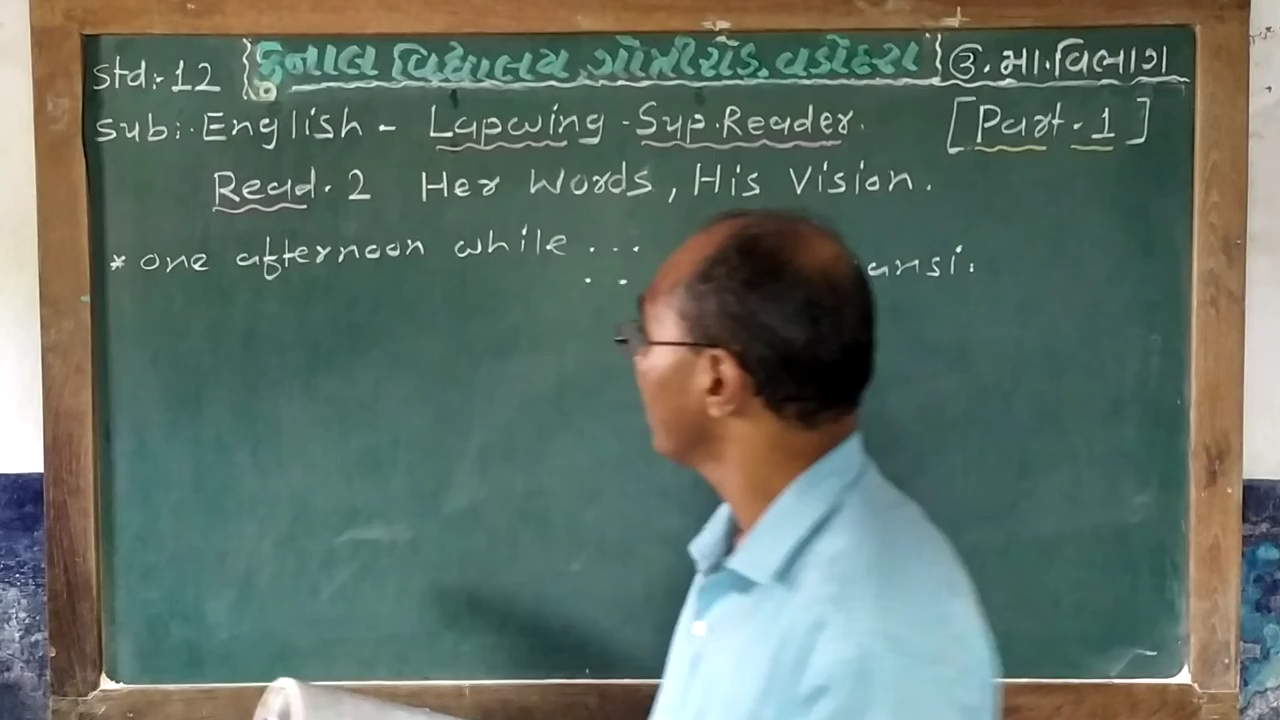 Std:-12 {કુનાલ વિદ્યાલય ગોત્રી રોડ. વડોદરા} ઉ.મા.વિભાગ
Sub:- English - Lapwing - Sup. Reader. [Part-1]
Read. 2 Her Words, His Vision.
* one afternoon while ...
.. ansi.